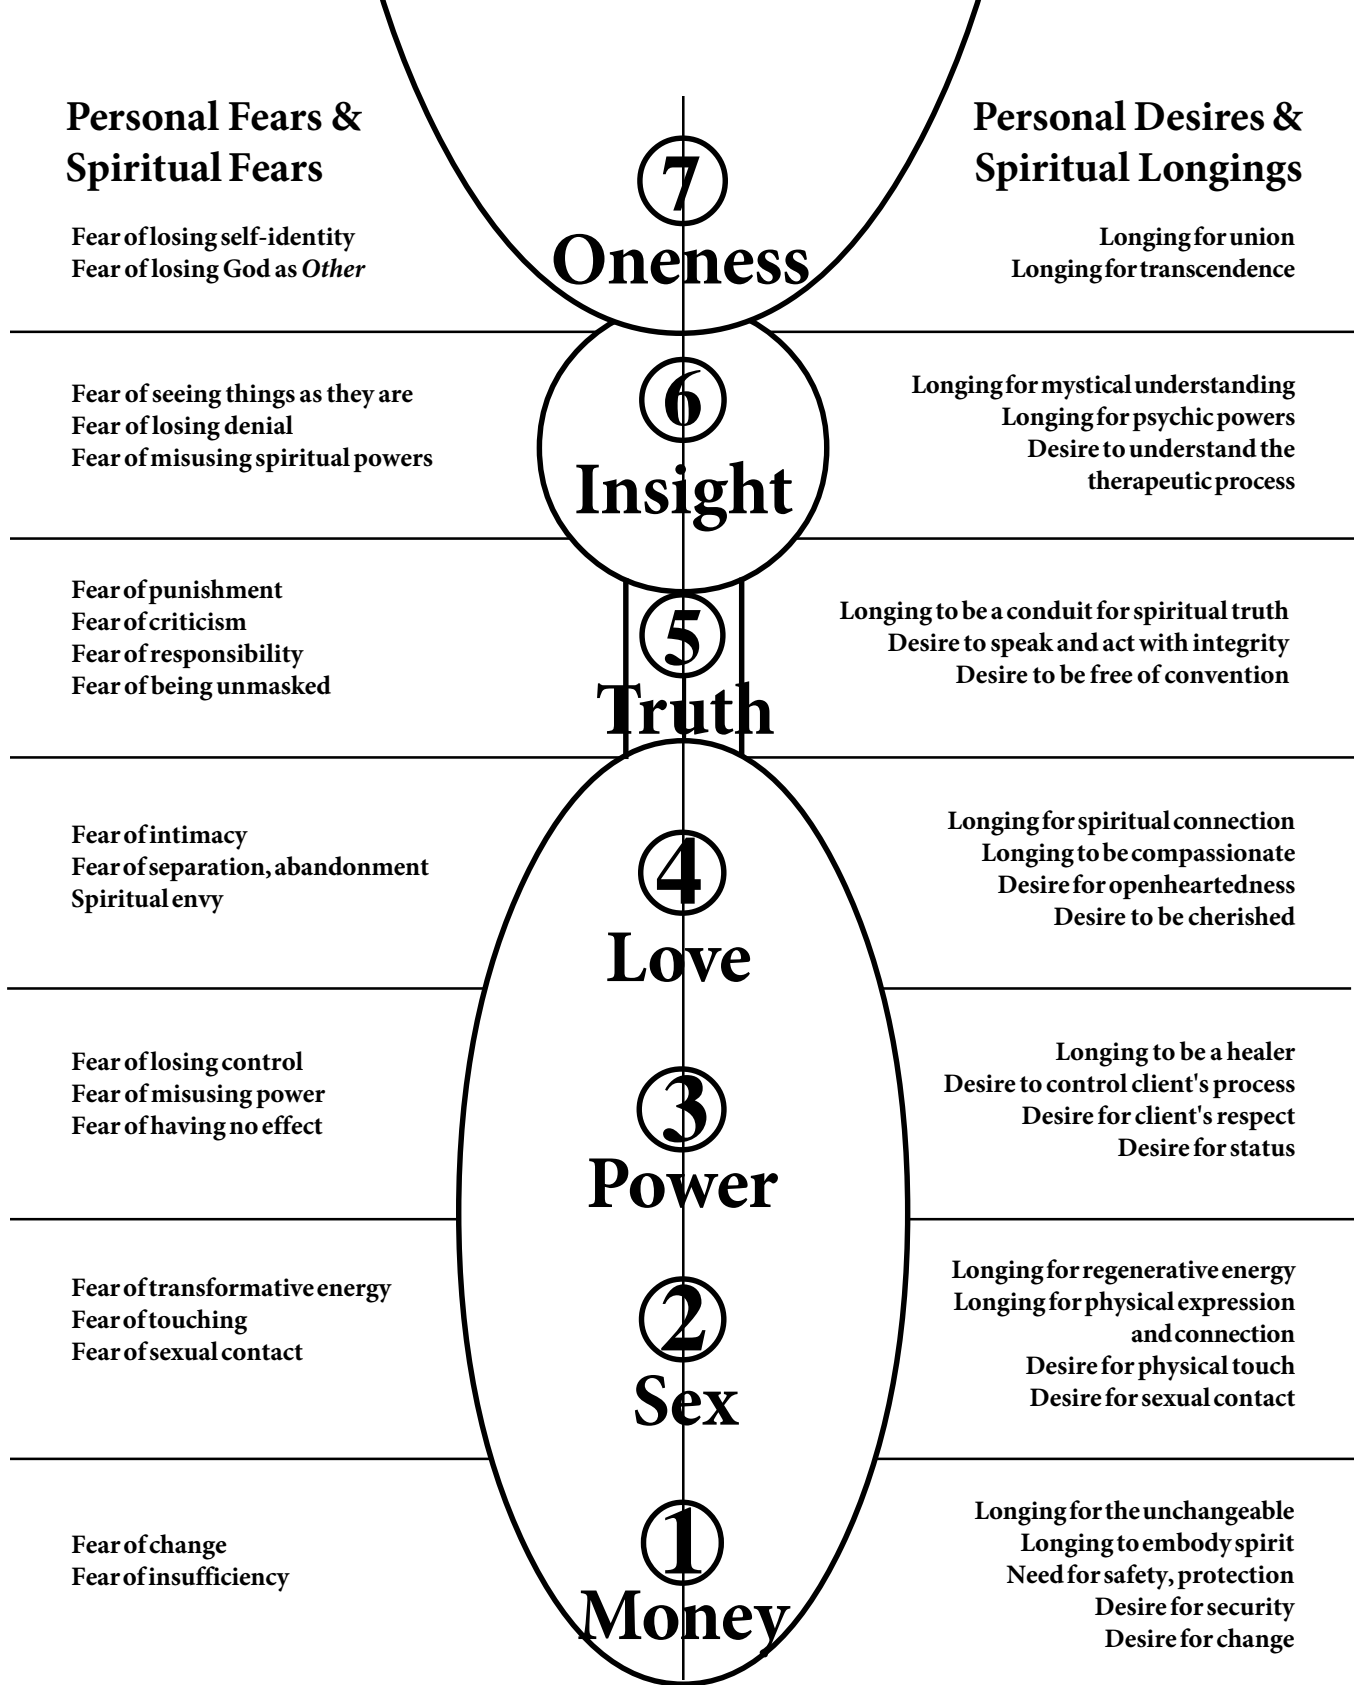 Personal Fears &
Spiritual Fears
Personal Desires &
Spiritual Longings
7
Oneness
Fear of losing self-identity
Fear of losing God as Other
Longing for union
Longing for transcendence
6
Insight
Fear of seeing things as they are
Fear of losing denial
Fear of misusing spiritual powers
Longing for mystical understanding
Longing for psychic powers
Desire to understand the
therapeutic process
5
Truth
Fear of punishment
Fear of criticism
Fear of responsibility
Fear of being unmasked
Longing to be a conduit for spiritual truth
Desire to speak and act with integrity
Desire to be free of convention
4
Love
Fear of intimacy
Fear of separation, abandonment
Spiritual envy
Longing for spiritual connection
Longing to be compassionate
Desire for openheartedness
Desire to be cherished
3
Power
Fear of losing control
Fear of misusing power
Fear of having no effect
Longing to be a healer
Desire to control client's process
Desire for client's respect
Desire for status
2
Sex
Fear of transformative energy
Fear of touching
Fear of sexual contact
Longing for regenerative energy
Longing for physical expression
and connection
Desire for physical touch
Desire for sexual contact
1
Money
Fear of change
Fear of insufficiency
Longing for the unchangeable
Longing to embody spirit
Need for safety, protection
Desire for security
Desire for change